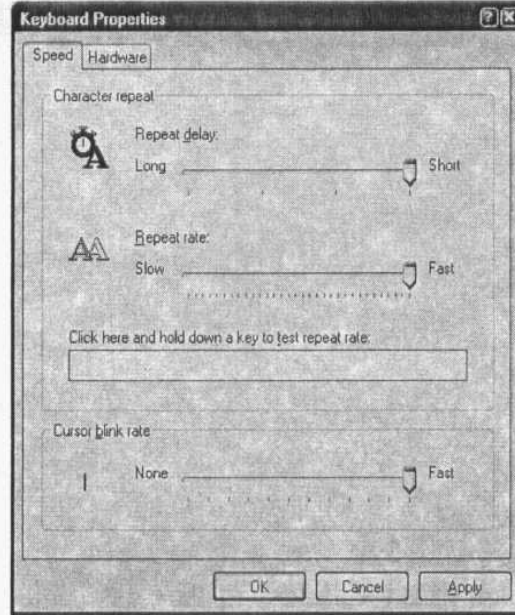 Keyboard Properties
Speed Hardware
Character repeat
Repeat delay:
Long Short
Repeat rate:
Slow Fast
Click here and hold down a key to test repeat rate:
Cursor blink rate
None Fast
OK Cancel Apply